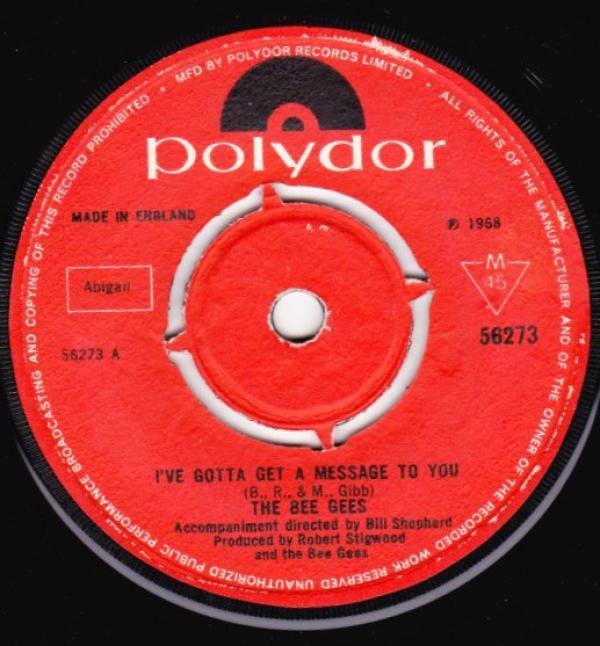 MFD BY POLYDOR RECORDS LIMITED • ALL RIGHTS OF THE MANUFACTURER AND OF THE OWNER OF THE RECORDED WORK RESERVED UNAUTHORIZED PUBLIC PERFORMANCE BROADCASTING AND COPYING OF THIS RECORD PROHIBITED •
polydor
MADE IN ENGLAND
℗ 1968
Abigail
M
45
56273 A
56273
I'VE GOTTA GET A MESSAGE TO YOU
(B., R., & M., Gibb)
THE BEE GEES
Accompaniment directed by Bill Shepherd
Produced by Robert Stigwood
and the Bee Gees